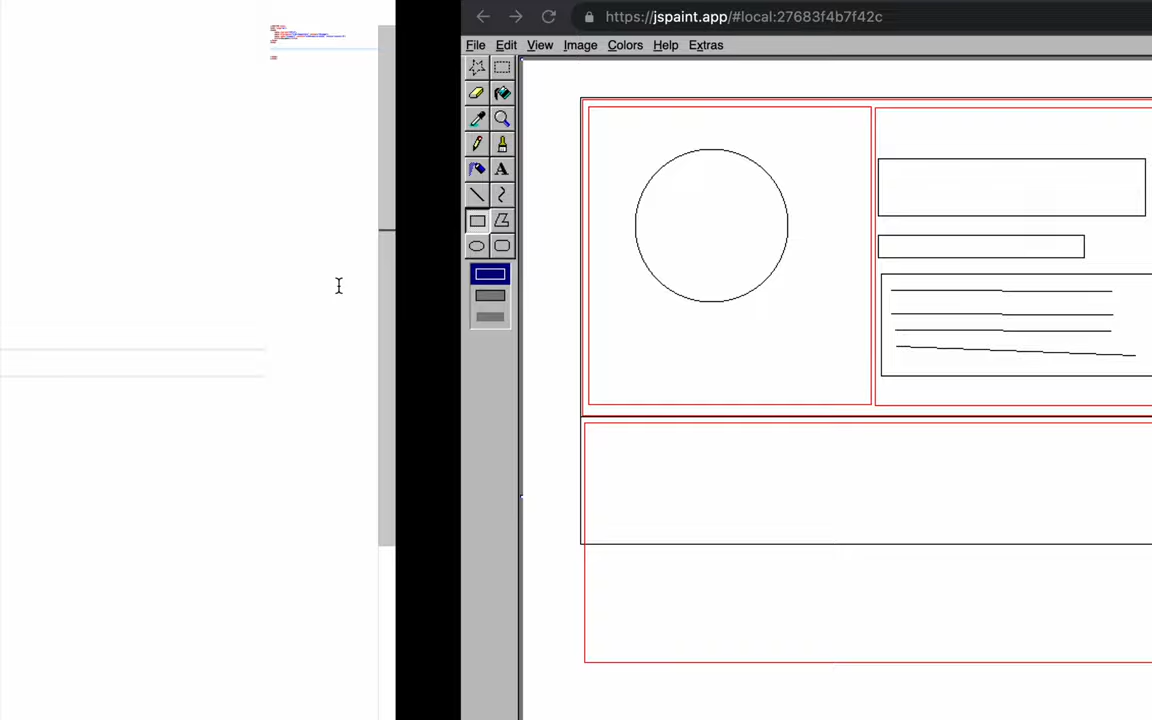 https://jspaint.app/#local:27683f4b7f42c
File Edit View Image Colors Help Extras
A